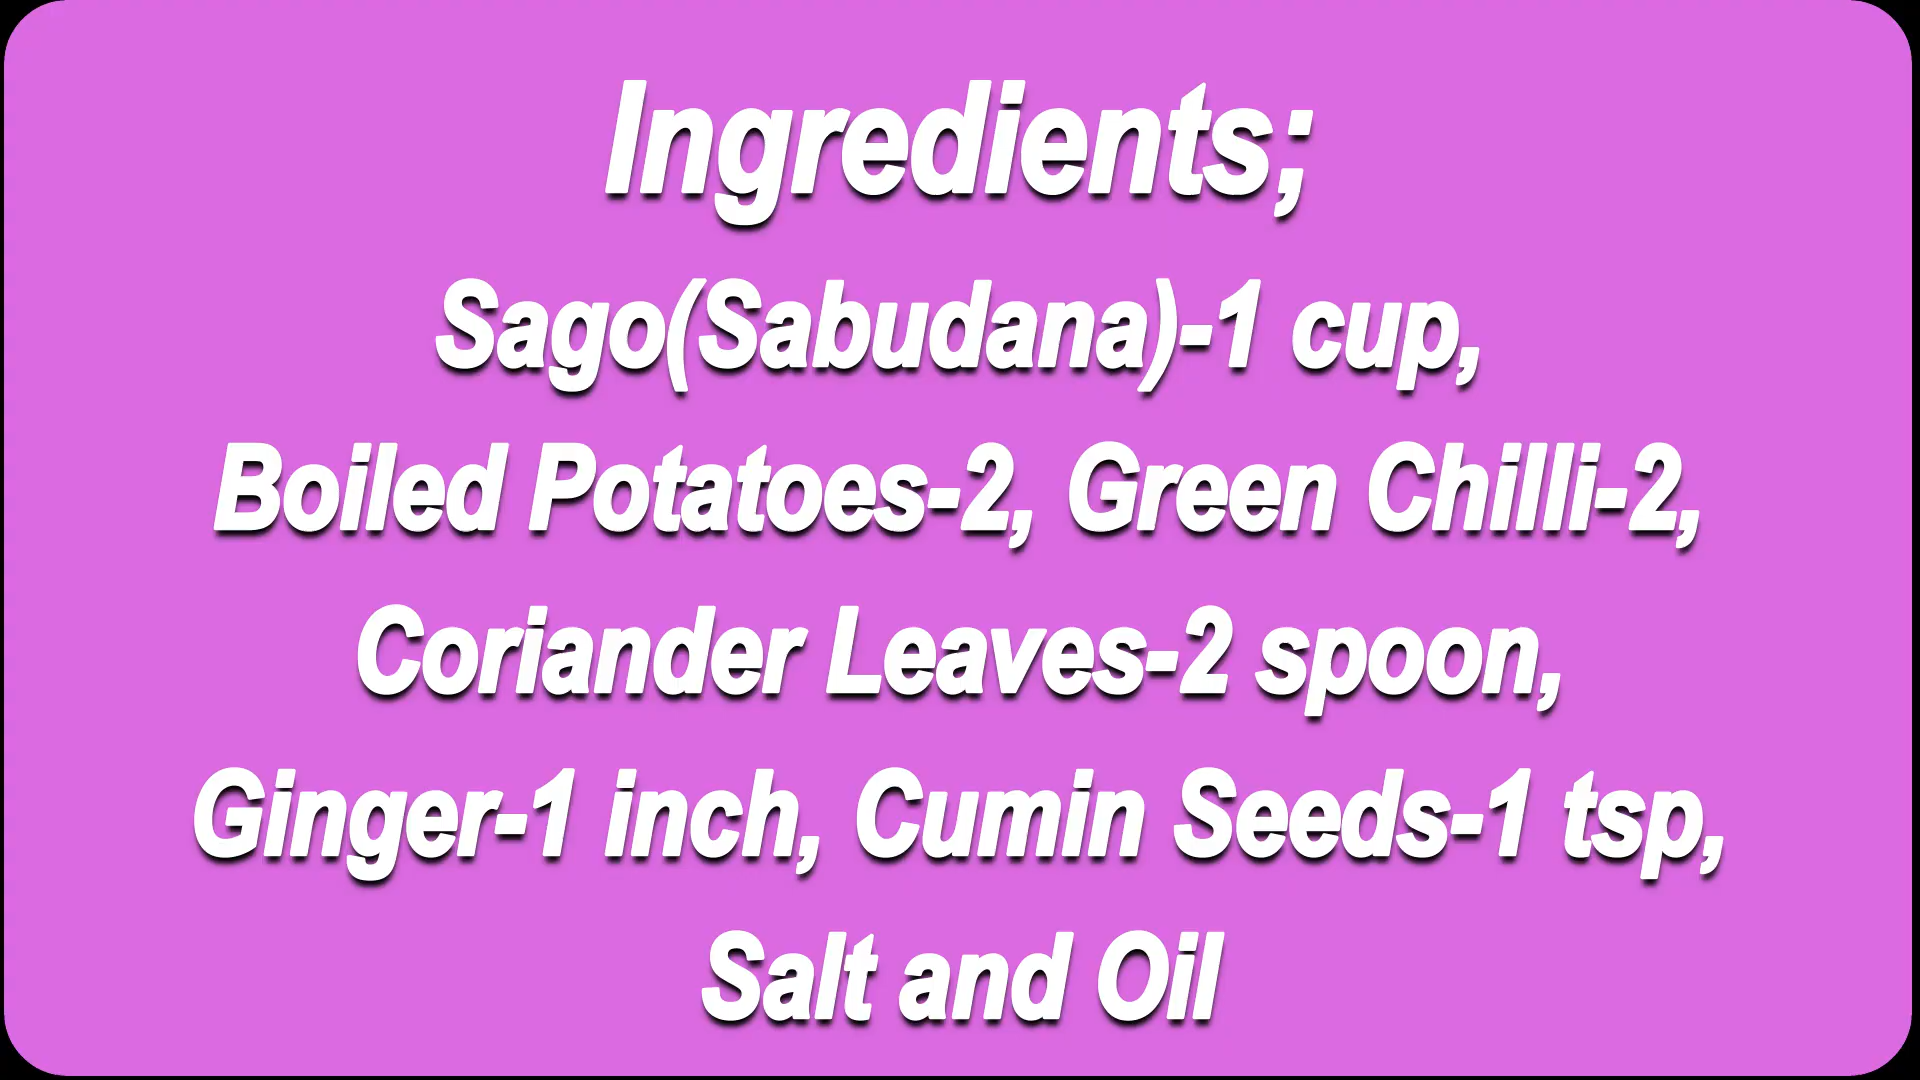 Ingredients;
Sago(Sabudana)-1 cup,
Boiled Potatoes-2, Green Chilli-2,
Coriander Leaves-2 spoon,
Ginger-1 inch, Cumin Seeds-1 tsp,
Salt and Oil